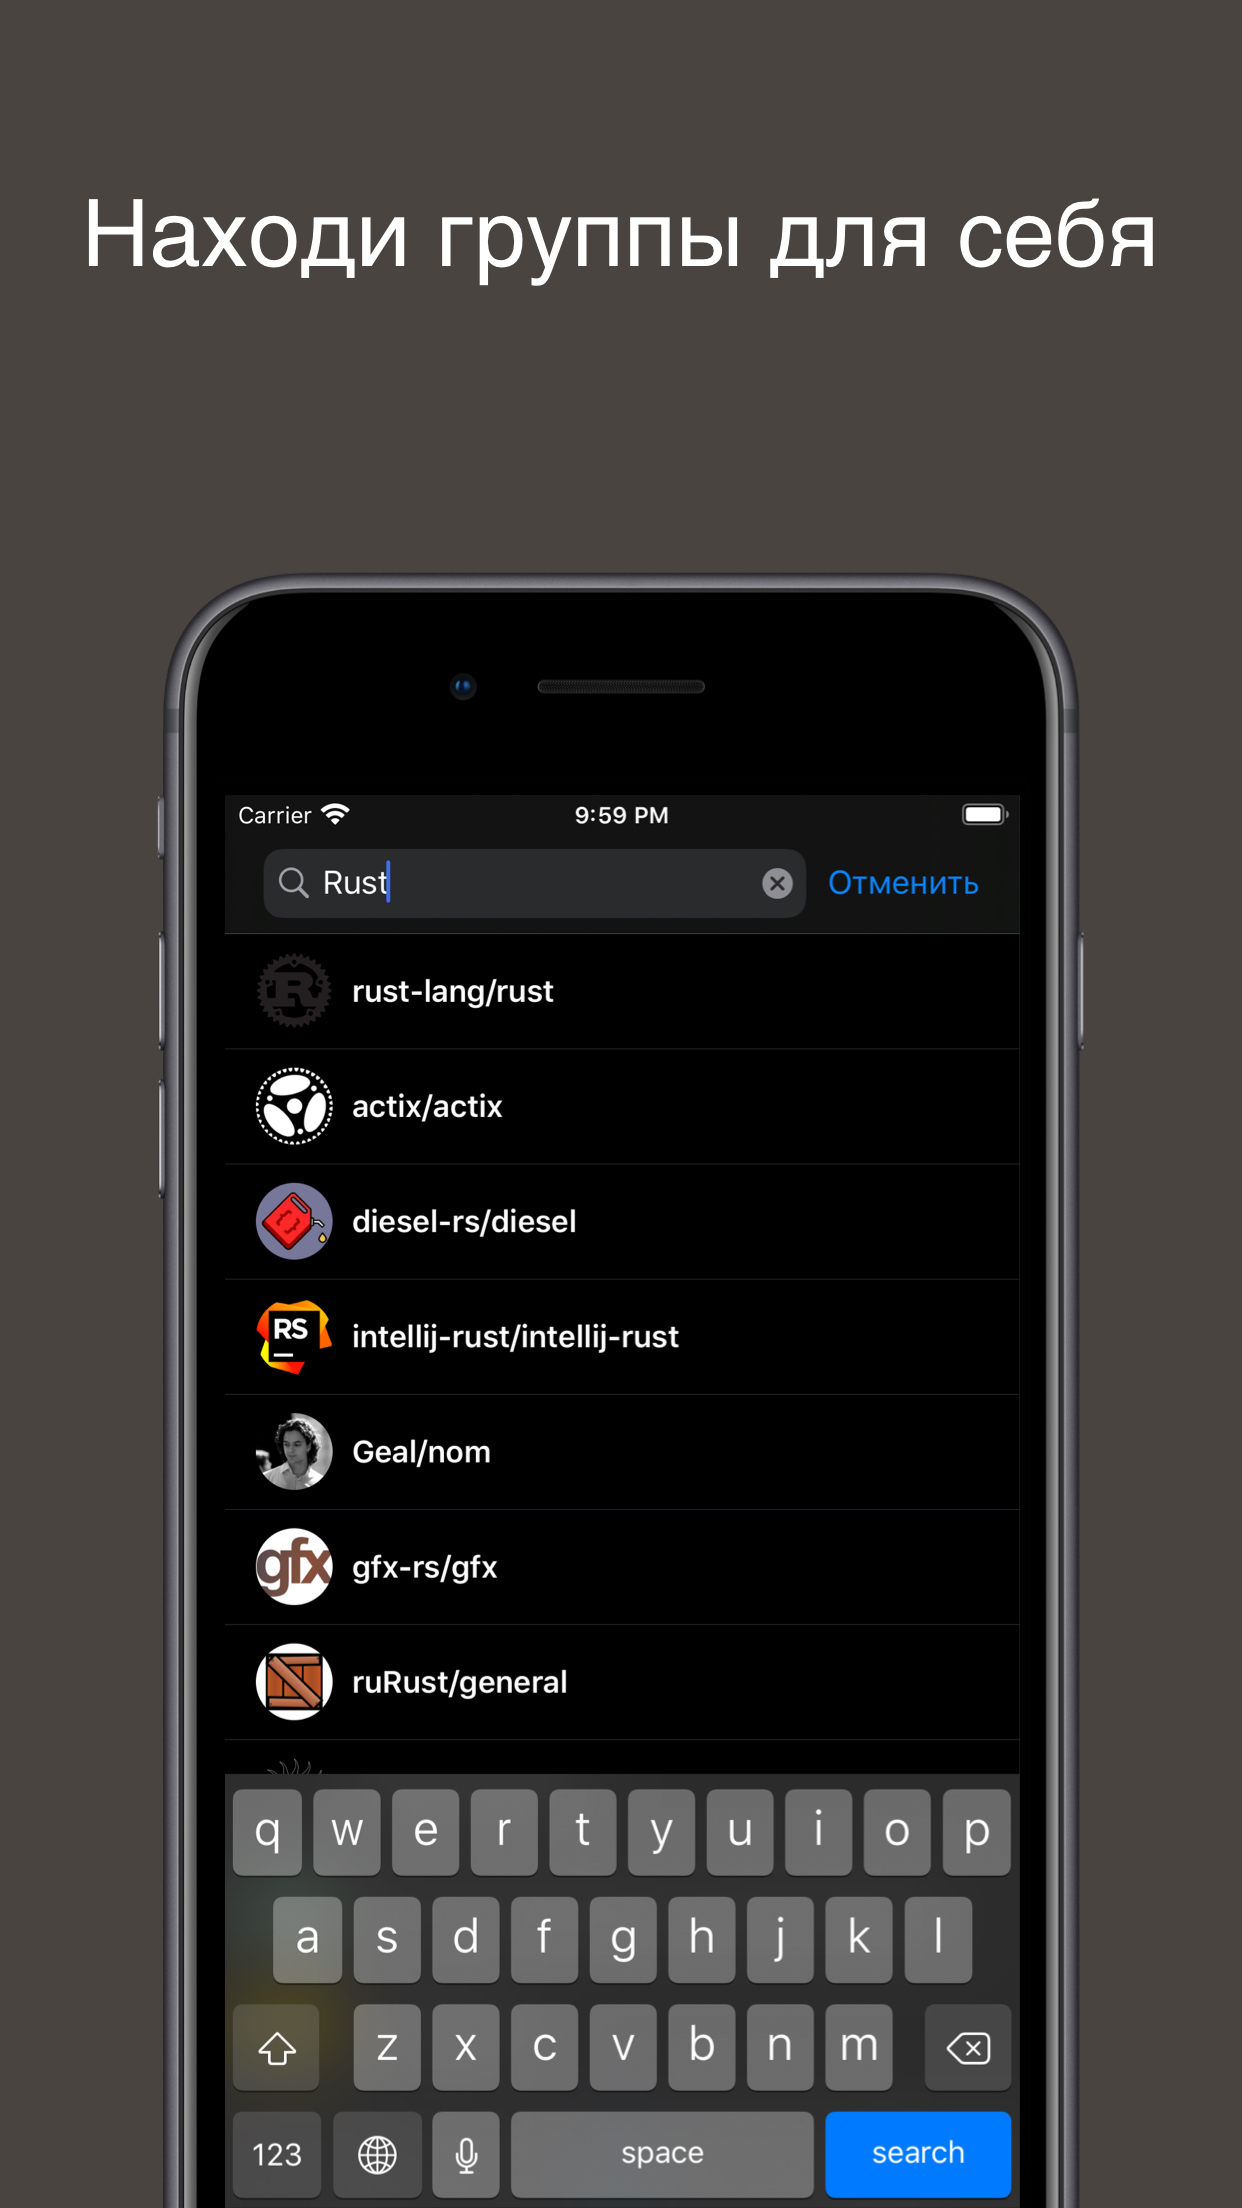 Находи группы для себя
Carrier 9:59 PM
Rust Отменить
R rust-lang/rust
actix/actix
diesel-rs/diesel
RS intellij-rust/intellij-rust
Geal/nom
gfx gfx-rs/gfx
ruRust/general
q w e r t y u i o p
a s d f g h j k l
z x c v b n m
123 space search